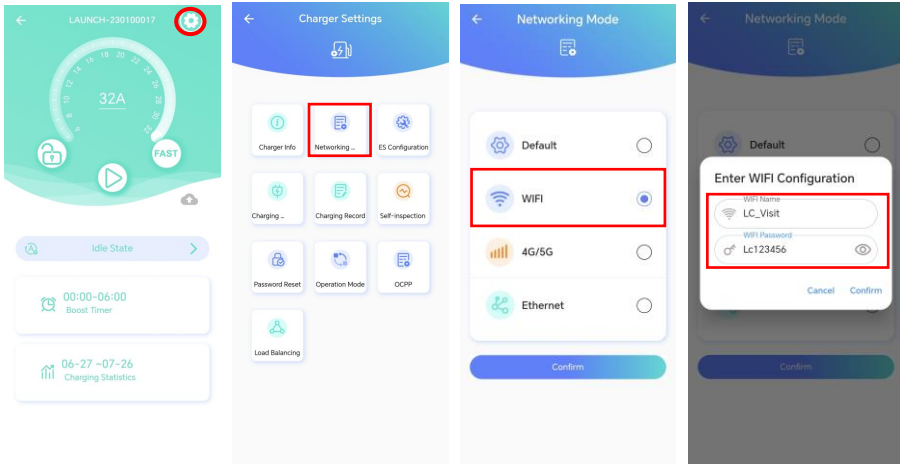 LAUNCH-230100017
6
8
10
16
18
20
22
24
26
28
30
32
32A
FAST
Idle State
00:00-06:00
Boost Timer
06-27 ~07-26
Charging Statistics
Charger Settings
Charger Info
Networking ...
ES Configuration
Charging ...
Charging Record
Self-inspection
Password Reset
Operation Mode
OCPP
Load Balancing
Networking Mode
Default
WIFI
4G/5G
Ethernet
Confirm
Networking Mode
Default
Enter WIFI Configuration
WIFI Name
LC_Visit
WIFI Password
Lc123456
Cancel Confirm
Confirm